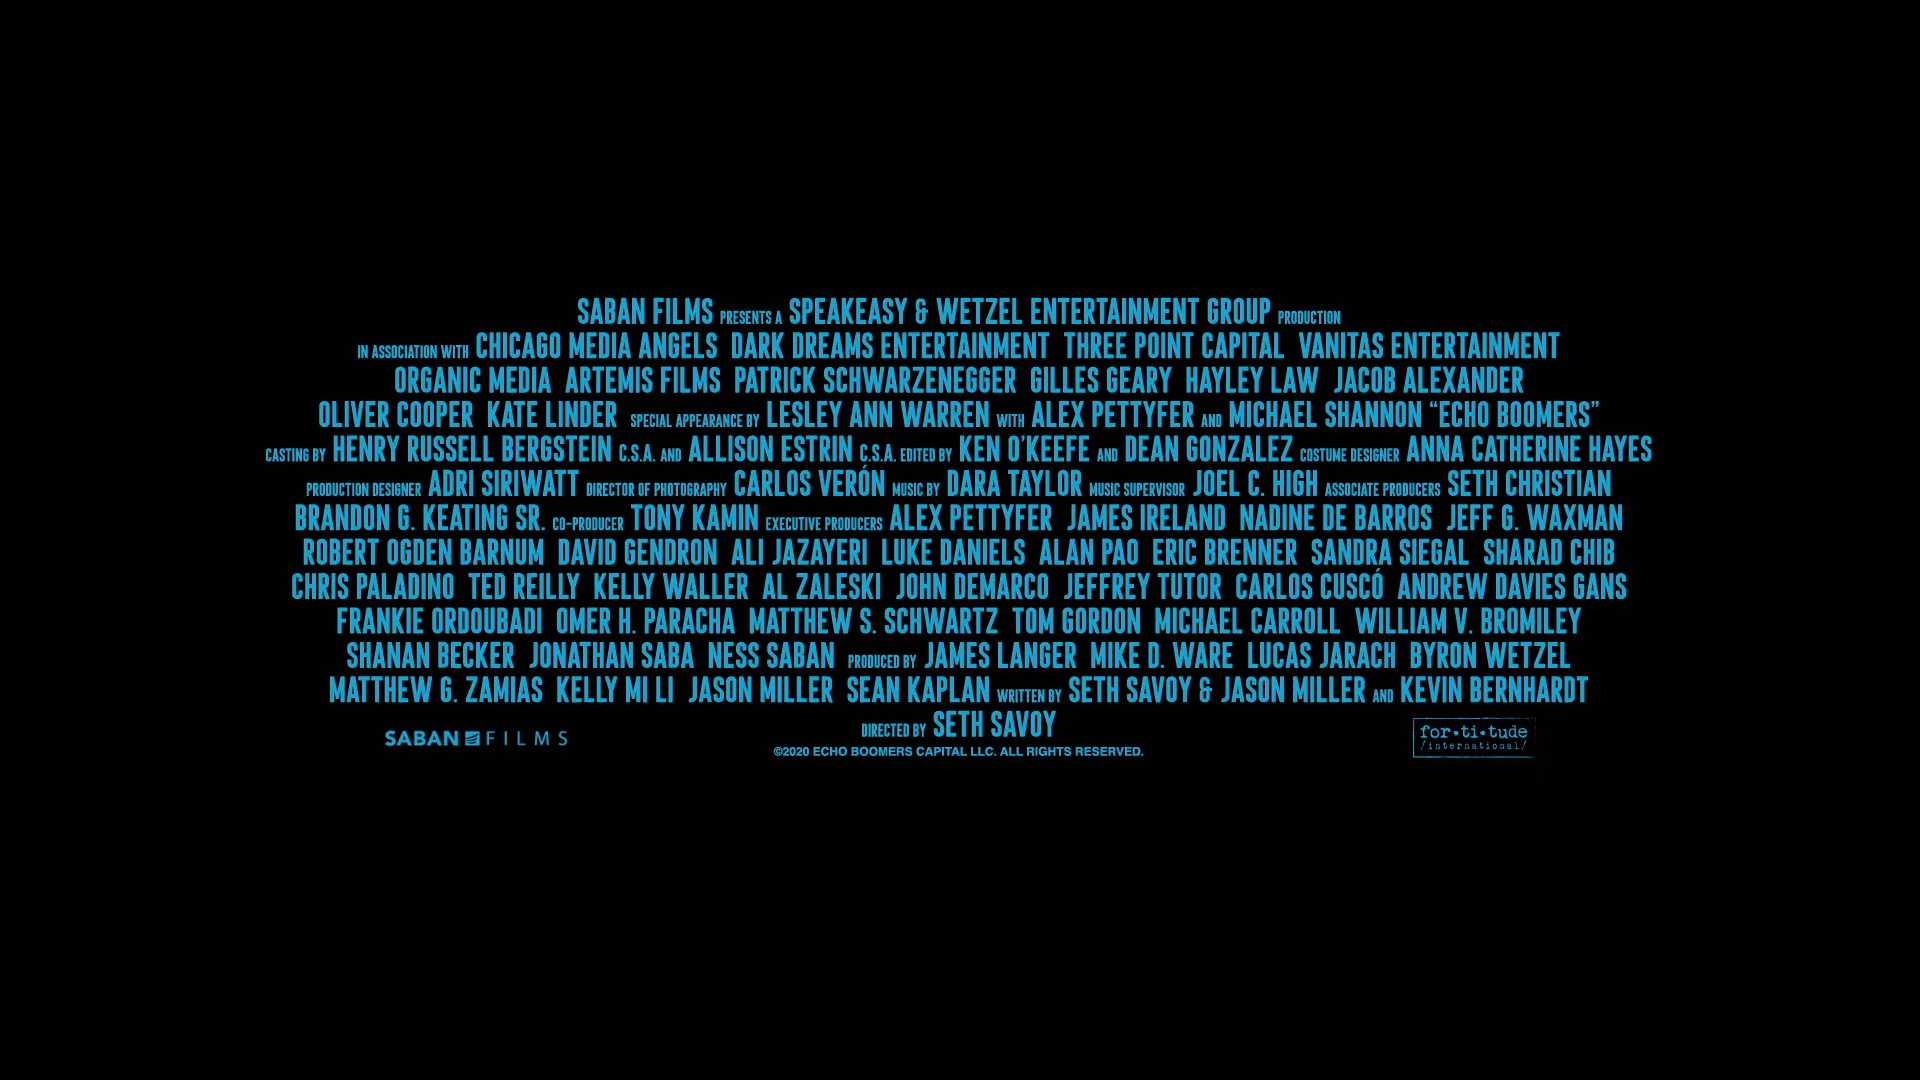 SABAN FILMS PRESENTS A SPEAKEASY & WETZEL ENTERTAINMENT GROUP PRODUCTION
IN ASSOCIATION WITH CHICAGO MEDIA ANGELS DARK DREAMS ENTERTAINMENT THREE POINT CAPITAL VANITAS ENTERTAINMENT
ORGANIC MEDIA ARTEMIS FILMS PATRICK SCHWARZENEGGER GILLES GEARY HAYLEY LAW JACOB ALEXANDER
OLIVER COOPER KATE LINDER SPECIAL APPEARANCE BY LESLEY ANN WARREN WITH ALEX PETTYFER AND MICHAEL SHANNON “ECHO BOOMERS”
CASTING BY HENRY RUSSELL BERGSTEIN C.S.A. AND ALLISON ESTRIN C.S.A. EDITED BY KEN O'KEEFE AND DEAN GONZALEZ COSTUME DESIGNER ANNA CATHERINE HAYES
PRODUCTION DESIGNER ADRI SIRIWATT DIRECTOR OF PHOTOGRAPHY CARLOS VERÓN MUSIC BY DARA TAYLOR MUSIC SUPERVISOR JOEL C. HIGH ASSOCIATE PRODUCERS SETH CHRISTIAN
BRANDON G. KEATING SR. CO-PRODUCER TONY KAMIN EXECUTIVE PRODUCERS ALEX PETTYFER JAMES IRELAND NADINE DE BARROS JEFF G. WAXMAN
ROBERT OGDEN BARNUM DAVID GENDRON ALI JAZAYERI LUKE DANIELS ALAN PAO ERIC BRENNER SANDRA SIEGAL SHARAD CHIB
CHRIS PALADINO TED REILLY KELLY WALLER AL ZALESKI JOHN DEMARCO JEFFREY TUTOR CARLOS CUSCÓ ANDREW DAVIES GANS
FRANKIE ORDOUBADI OMER H. PARACHA MATTHEW S. SCHWARTZ TOM GORDON MICHAEL CARROLL WILLIAM V. BROMILEY
SHANAN BECKER JONATHAN SABA NESS SABAN PRODUCED BY JAMES LANGER MIKE D. WARE LUCAS JARACH BYRON WETZEL
MATTHEW G. ZAMIAS KELLY MI LI JASON MILLER SEAN KAPLAN WRITTEN BY SETH SAVOY & JASON MILLER AND KEVIN BERNHARDT
DIRECTED BY SETH SAVOY
SABAN FILMS
©2020 ECHO BOOMERS CAPITAL LLC. ALL RIGHTS RESERVED.
for•ti•tude
/international/